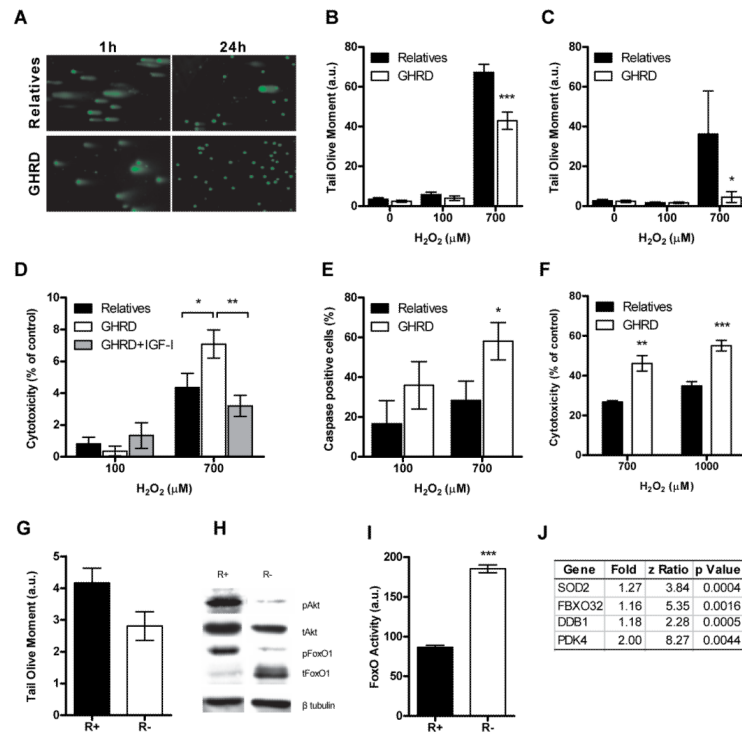 A
1h 24h
Relatives
GHRD
B
Tail Olive Moment (a.u.)
80
60
40
20
0
Relatives
GHRD
***
0 100 700
H₂O₂ (µM)
C
Tail Olive Moment (a.u.)
80
60
40
20
0
Relatives
GHRD
*
0 100 700
H₂O₂ (µM)
D
Cytotoxicity (% of control)
10
8
6
4
2
0
Relatives
GHRD
GHRD+IGF-I
* **
100 700
H₂O₂ (µM)
E
Caspase positive cells (%)
80
60
40
20
0
Relatives
GHRD
*
100 700
H₂O₂ (µM)
F
Cytotoxicity (% of control)
80
60
40
20
0
Relatives
GHRD
** ***
700 1000
H₂O₂ (µM)
G
Tail Olive Moment (a.u.)
5
4
3
2
1
0
R+ R-
H
R+ R-
pAkt
tAkt
pFoxO1
tFoxO1
β tubulin
I
FoxO Activity (a.u.)
200
150
100
50
0
***
R+ R-
J
Gene Fold z Ratio p Value
SOD2 1.27 3.84 0.0004
FBXO32 1.16 5.35 0.0016
DDB1 1.18 2.28 0.0005
PDK4 2.00 8.27 0.0044